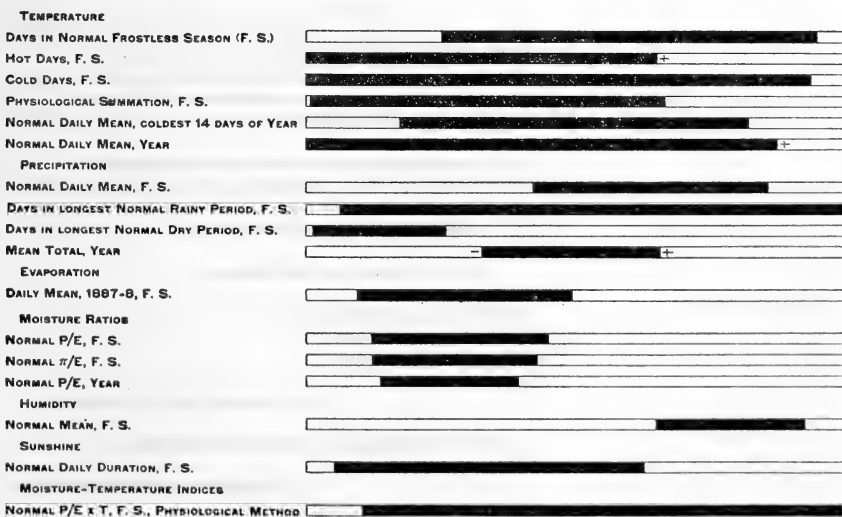 TEMPERATURE
DAYS IN NORMAL FROSTLESS SEASON (F. S.)
HOT DAYS, F. S. +
COLD DAYS, F. S.
PHYSIOLOGICAL SUMMATION, F. S.
NORMAL DAILY MEAN, COLDEST 14 DAYS OF YEAR
NORMAL DAILY MEAN, YEAR +
PRECIPITATION
NORMAL DAILY MEAN, F. S.
DAYS IN LONGEST NORMAL RAINY PERIOD, F. S.
DAYS IN LONGEST NORMAL DRY PERIOD, F. S.
MEAN TOTAL, YEAR − +
EVAPORATION
DAILY MEAN, 1887-8, F. S.
MOISTURE RATIOS
NORMAL P/E, F. S.
NORMAL π/E, F. S.
NORMAL P/E, YEAR
HUMIDITY
NORMAL MEAN, F. S.
SUNSHINE
NORMAL DAILY DURATION, F. S.
MOISTURE-TEMPERATURE INDICES
NORMAL P/E x T, F. S., PHYSIOLOGICAL METHOD